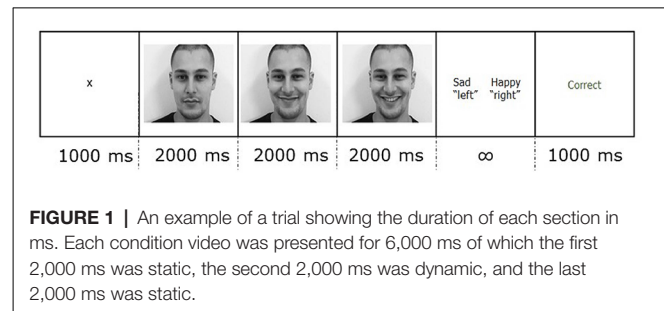 x
Sad Happy
"left" "right"
Correct
1000 ms 2000 ms 2000 ms 2000 ms ∞ 1000 ms
FIGURE 1 | An example of a trial showing the duration of each section in
ms. Each condition video was presented for 6,000 ms of which the first
2,000 ms was static, the second 2,000 ms was dynamic, and the last
2,000 ms was static.